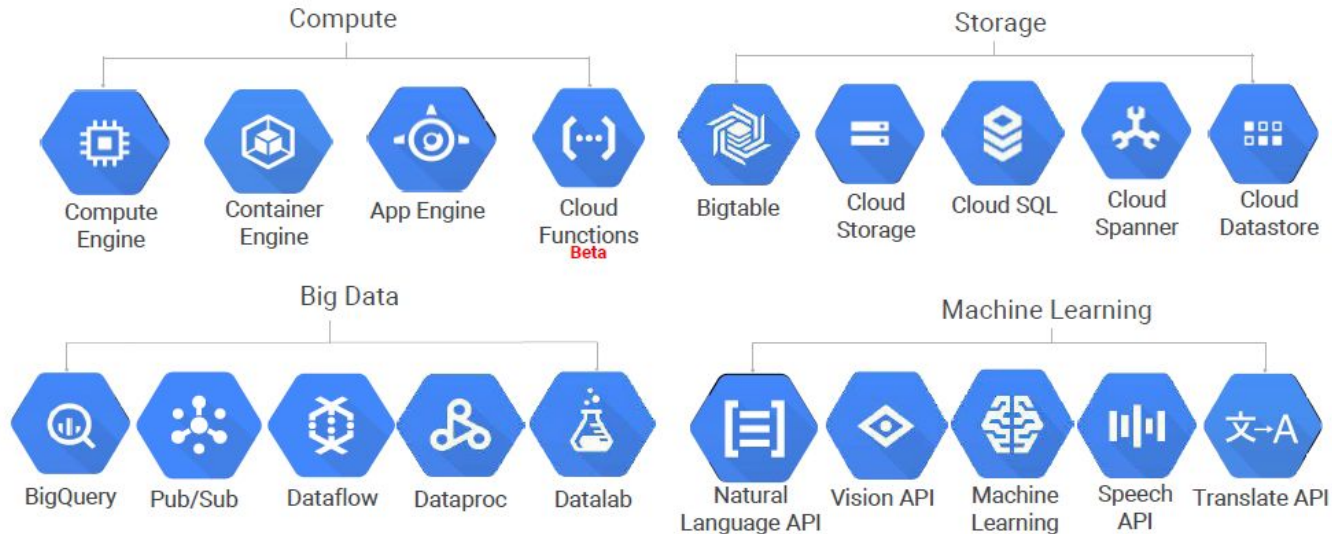 Compute
Compute
Engine
Container
Engine
App Engine
Cloud
Functions
Beta
Storage
Bigtable
Cloud
Storage
Cloud SQL
Cloud
Spanner
Cloud
Datastore
Big Data
BigQuery
Pub/Sub
Dataflow
Dataproc
Datalab
Machine Learning
Natural
Language API
Vision API
Machine
Learning
Speech
API
文→A
Translate API